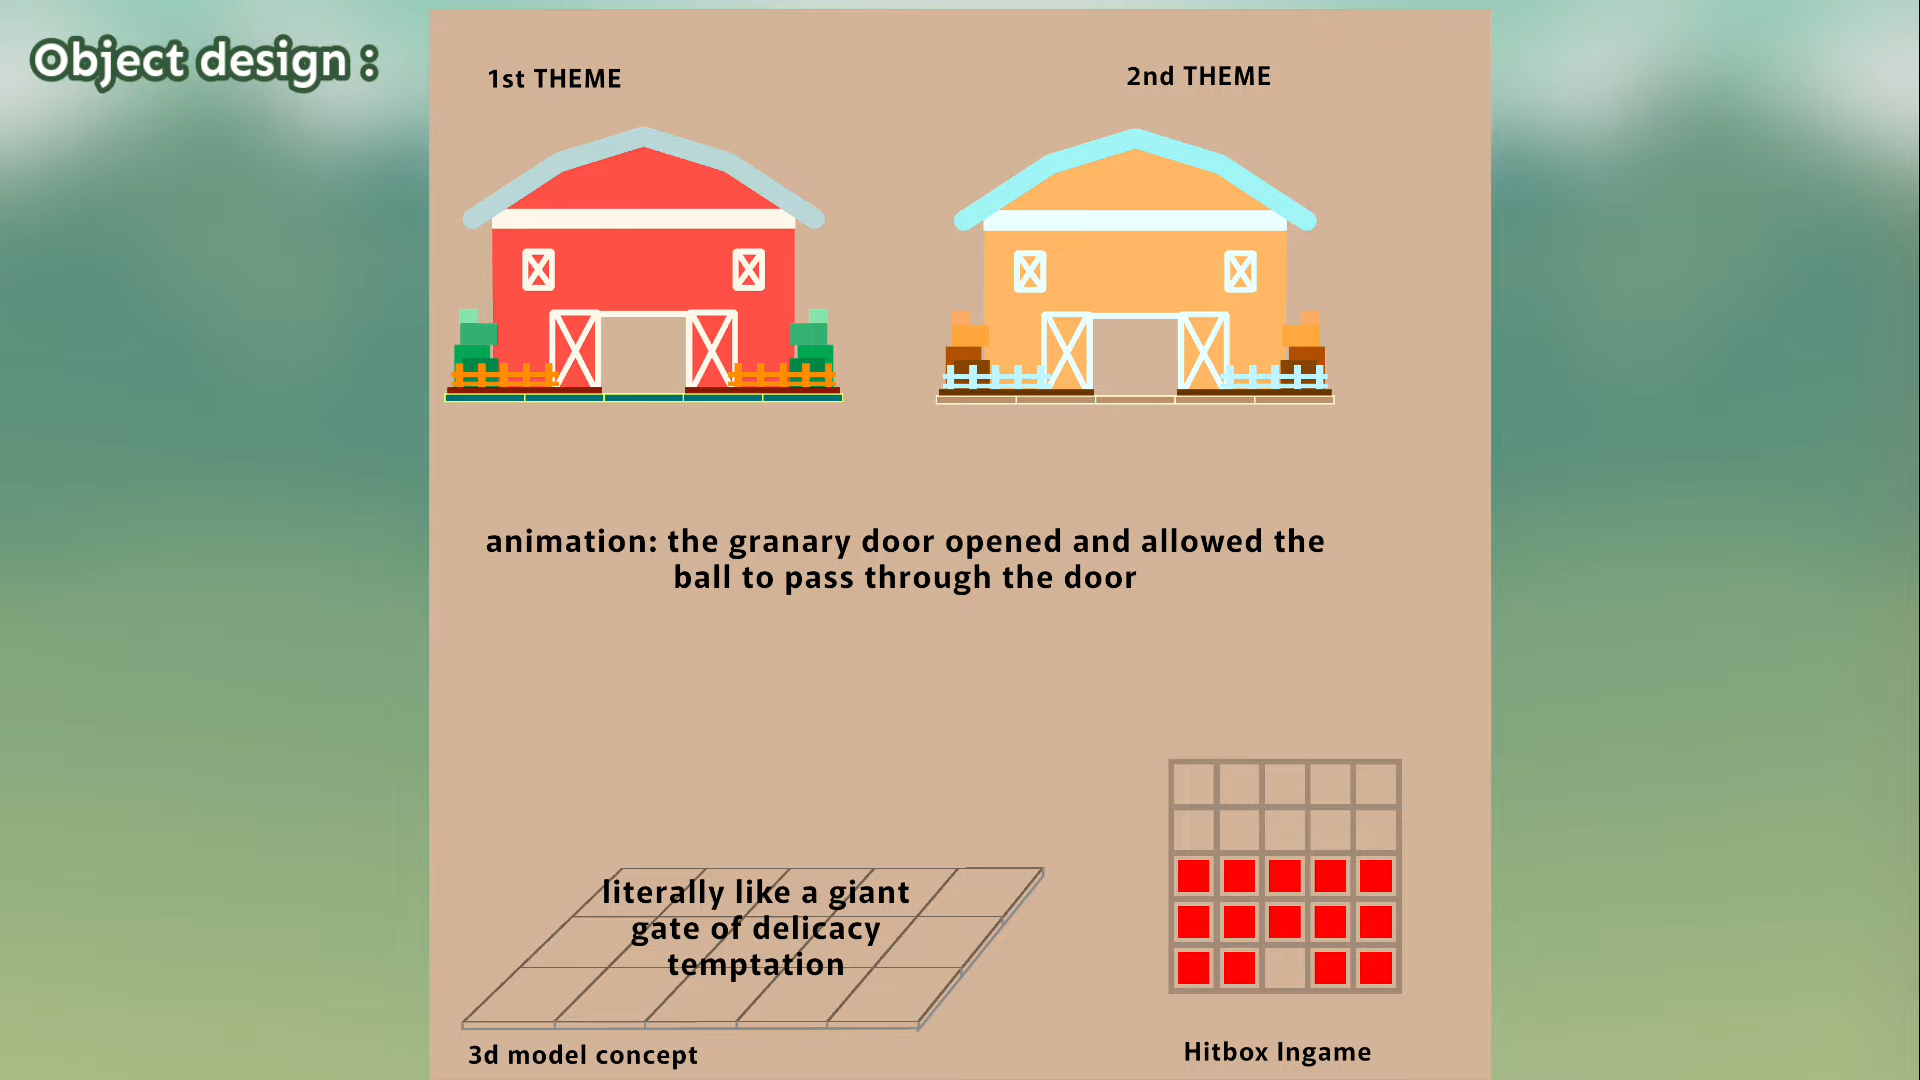 Object design :
1st THEME
2nd THEME
animation: the granary door opened and allowed the
ball to pass through the door
literally like a giant
gate of delicacy
temptation
3d model concept
Hitbox Ingame